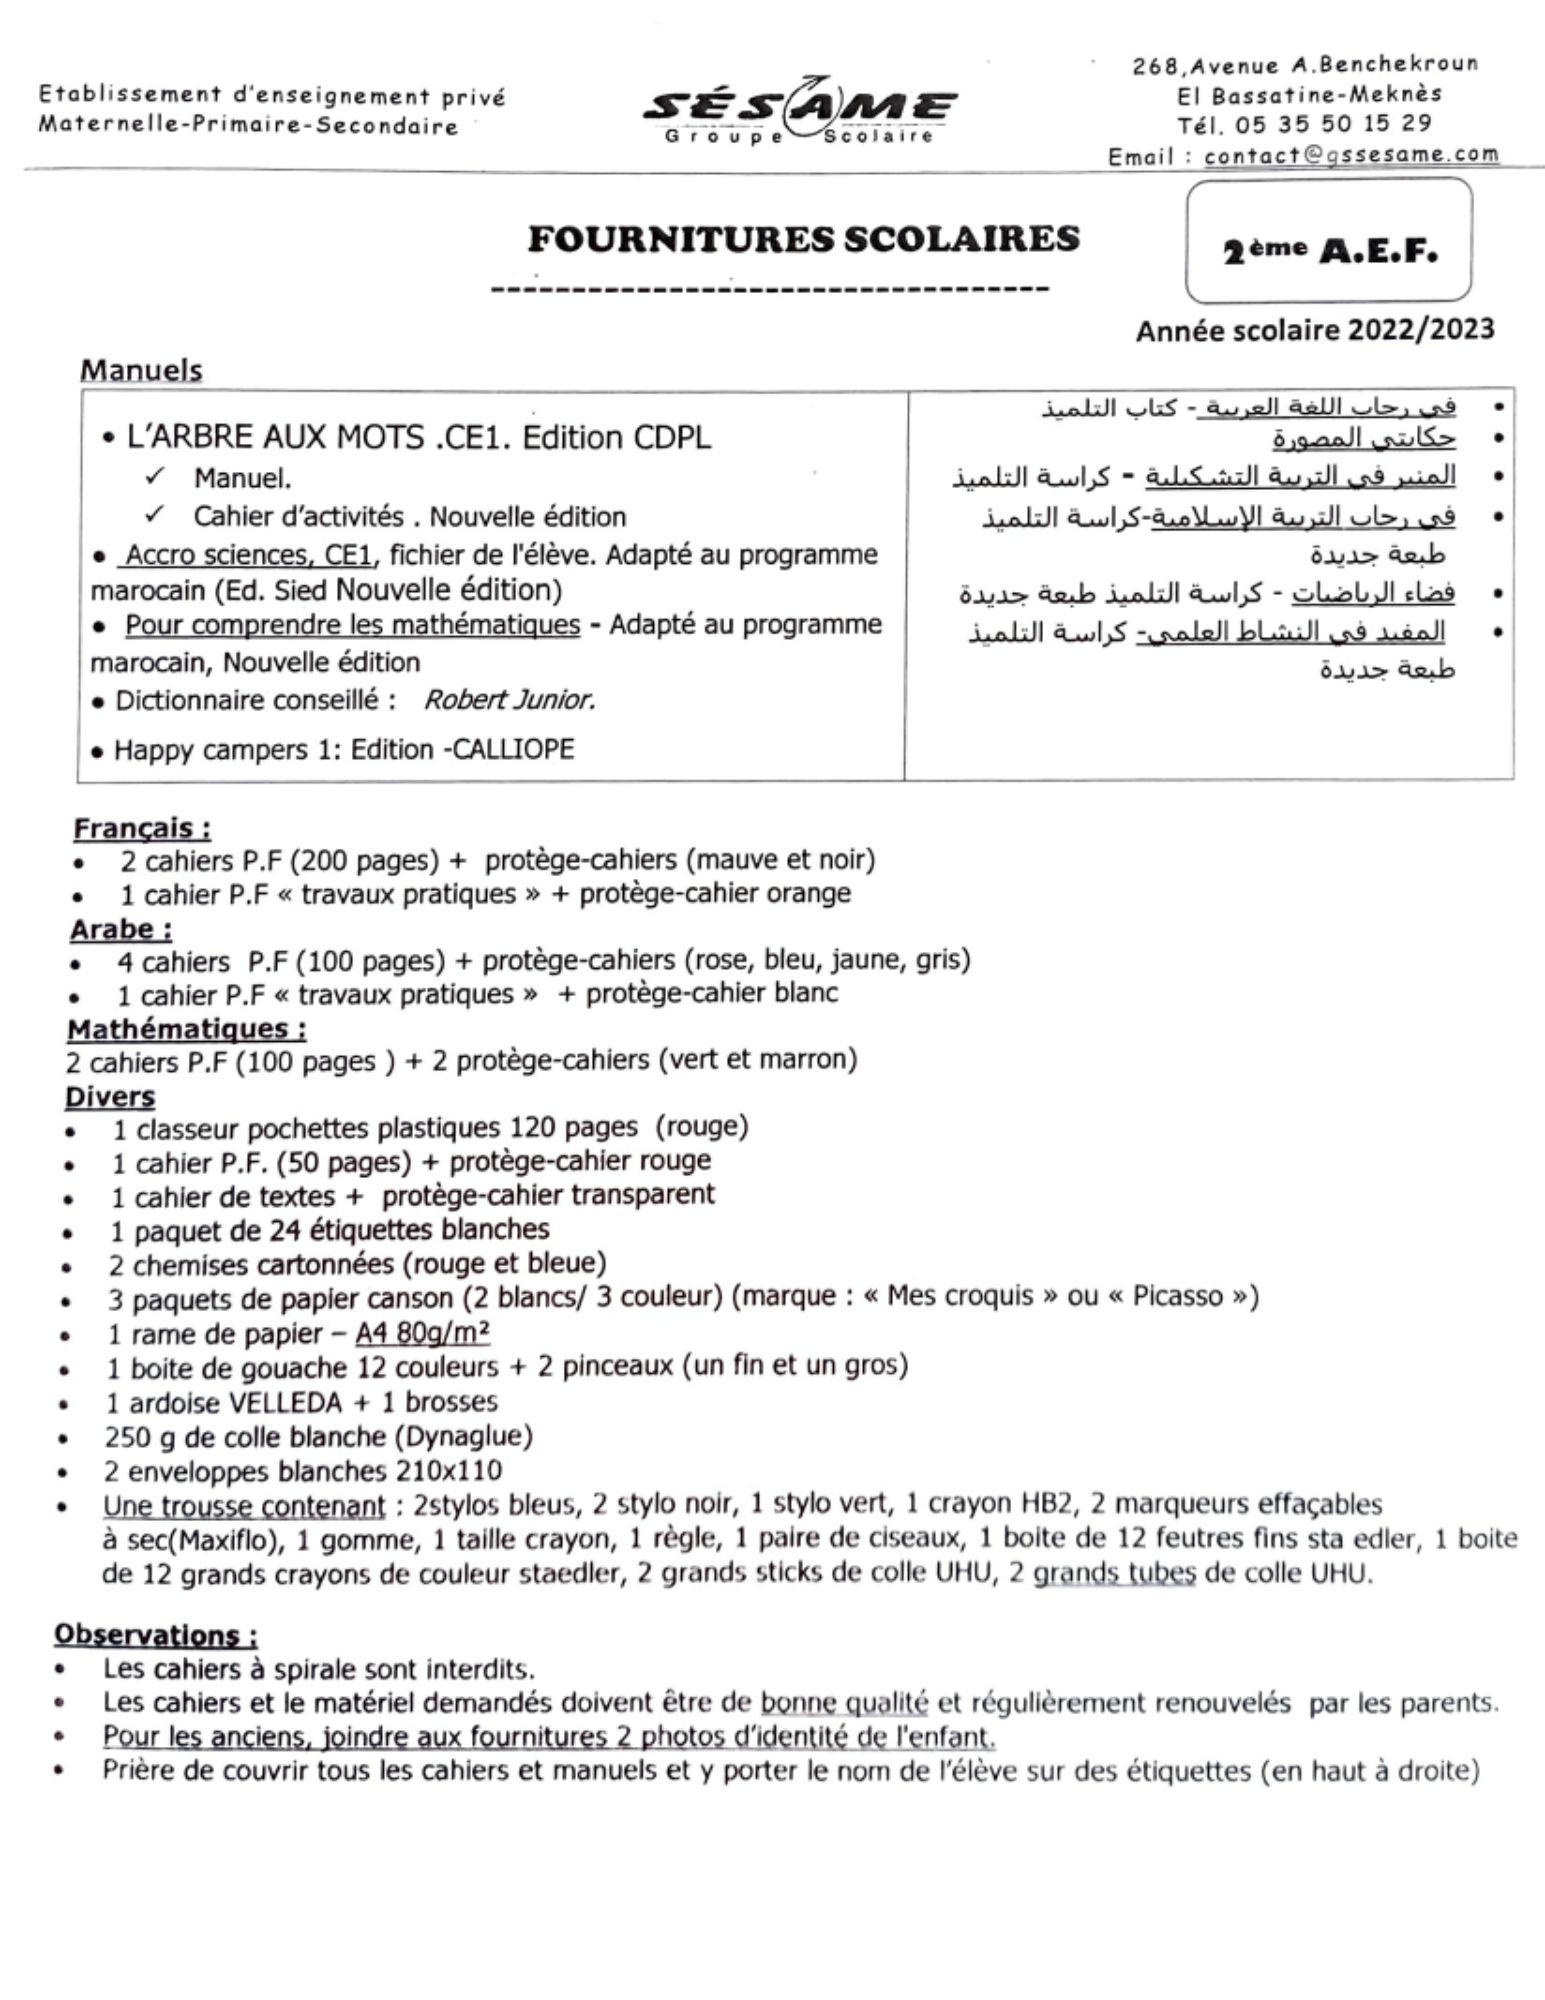 Etablissement d'enseignement privé
Maternelle-Primaire-Secondaire
SÉSAME
Groupe Scolaire
268,Avenue A.Benchekroun
El Bassatine-Meknès
Tél. 05 35 50 15 29
Email : contact@gssesame.com
FOURNITURES SCOLAIRES
2ème A.E.F.
Année scolaire 2022/2023
Manuels
• L'ARBRE AUX MOTS .CE1. Edition CDPL
✓ Manuel.
✓ Cahier d'activités . Nouvelle édition
• Accro sciences, CE1, fichier de l'élève. Adapté au programme
marocain (Ed. Sied Nouvelle édition)
• Pour comprendre les mathématiques - Adapté au programme
marocain, Nouvelle édition
• Dictionnaire conseillé : Robert Junior.
• Happy campers 1: Edition -CALLIOPE
• في رحاب اللغة العربية - كتاب التلميذ
• حكايتي المصورة
• المنير في التربية التشكيلية - كراسة التلميذ
• في رحاب التربية الإسلامية-كراسة التلميذ
طبعة جديدة
• فضاء الرياضيات - كراسة التلميذ طبعة جديدة
• المفيد في النشاط العلمي- كراسة التلميذ
طبعة جديدة
Français :
• 2 cahiers P.F (200 pages) + protège-cahiers (mauve et noir)
• 1 cahier P.F « travaux pratiques » + protège-cahier orange
Arabe :
• 4 cahiers P.F (100 pages) + protège-cahiers (rose, bleu, jaune, gris)
• 1 cahier P.F « travaux pratiques » + protège-cahier blanc
Mathématiques :
2 cahiers P.F (100 pages ) + 2 protège-cahiers (vert et marron)
Divers
• 1 classeur pochettes plastiques 120 pages (rouge)
• 1 cahier P.F. (50 pages) + protège-cahier rouge
• 1 cahier de textes + protège-cahier transparent
• 1 paquet de 24 étiquettes blanches
• 2 chemises cartonnées (rouge et bleue)
• 3 paquets de papier canson (2 blancs/ 3 couleur) (marque : « Mes croquis » ou « Picasso »)
• 1 rame de papier – A4 80g/m²
• 1 boite de gouache 12 couleurs + 2 pinceaux (un fin et un gros)
• 1 ardoise VELLEDA + 1 brosses
• 250 g de colle blanche (Dynaglue)
• 2 enveloppes blanches 210x110
• Une trousse contenant : 2stylos bleus, 2 stylo noir, 1 stylo vert, 1 crayon HB2, 2 marqueurs effaçables
à sec(Maxiflo), 1 gomme, 1 taille crayon, 1 règle, 1 paire de ciseaux, 1 boite de 12 feutres fins sta edler, 1 boite
de 12 grands crayons de couleur staedler, 2 grands sticks de colle UHU, 2 grands tubes de colle UHU.
Observations :
• Les cahiers à spirale sont interdits.
• Les cahiers et le matériel demandés doivent être de bonne qualité et régulièrement renouvelés par les parents.
• Pour les anciens, joindre aux fournitures 2 photos d'identité de l'enfant.
• Prière de couvrir tous les cahiers et manuels et y porter le nom de l'élève sur des étiquettes (en haut à droite)